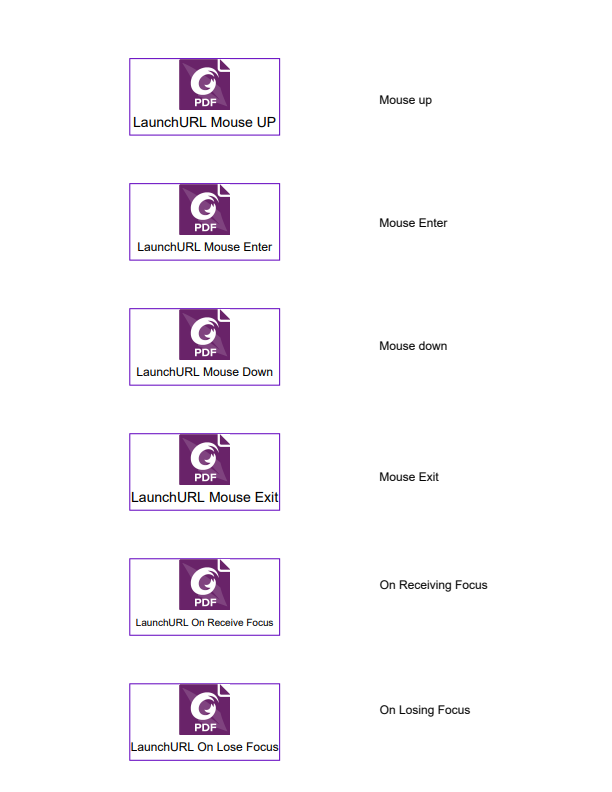 PDF
LaunchURL Mouse UP
Mouse up
PDF
LaunchURL Mouse Enter
Mouse Enter
PDF
LaunchURL Mouse Down
Mouse down
PDF
LaunchURL Mouse Exit
Mouse Exit
PDF
LaunchURL On Receive Focus
On Receiving Focus
PDF
LaunchURL On Lose Focus
On Losing Focus